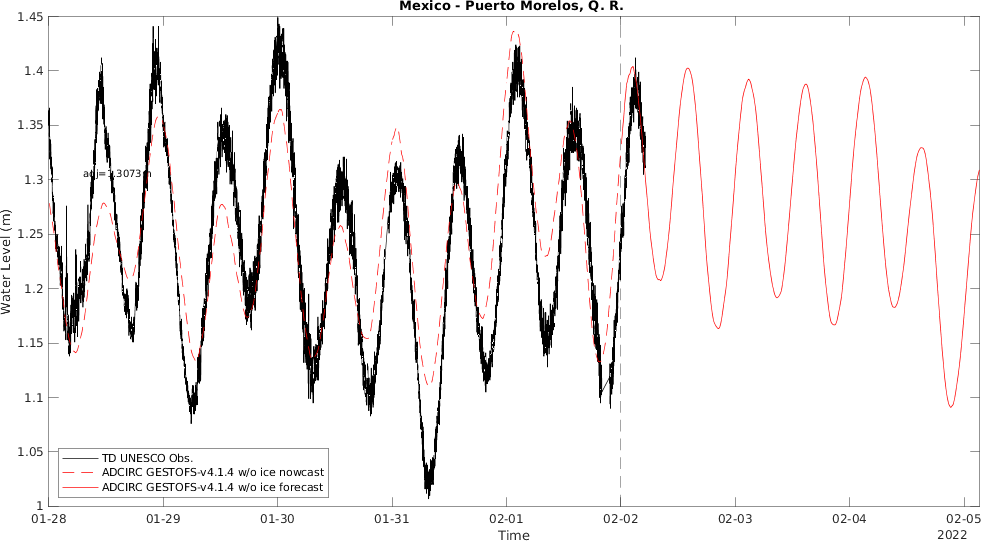 Mexico - Puerto Morelos, Q. R.
1.45
1.4
1.35
1.3
1.25
1.2
1.15
1.1
1.05
1
Water Level (m)
adj=1.3073m
TD UNESCO Obs.
ADCIRC GESTOFS-v4.1.4 w/o ice nowcast
ADCIRC GESTOFS-v4.1.4 w/o ice forecast
01-28 01-29 01-30 01-31 02-01 02-02 02-03 02-04 02-05
Time
2022